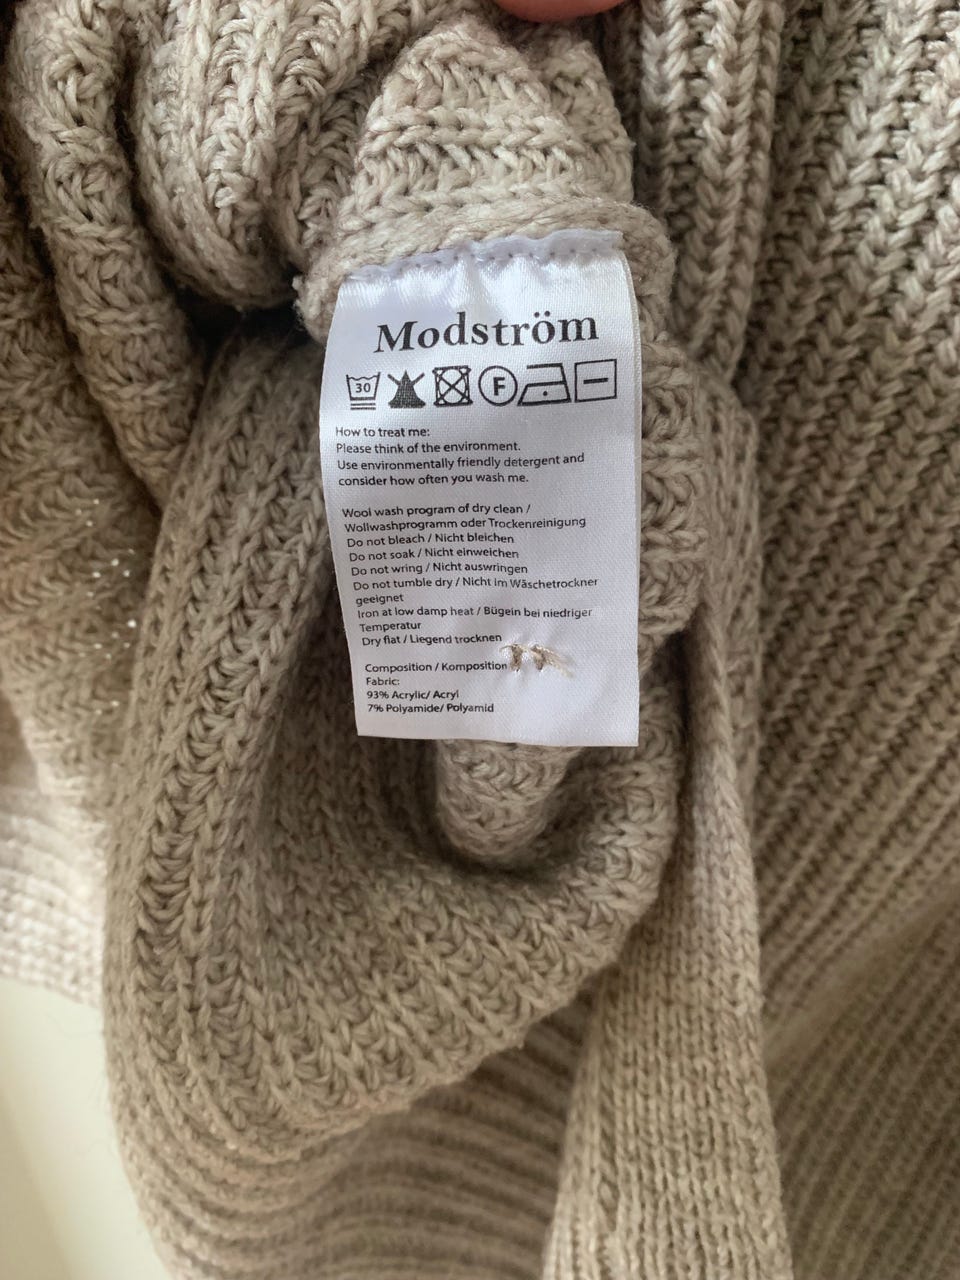 Modström
30 F
How to treat me:
Please think of the environment.
Use environmentally friendly detergent and
consider how often you wash me.
Wool wash program of dry clean /
Wollwashprogramm oder Trockenreinigung
Do not bleach / Nicht bleichen
Do not soak / Nicht einweichen
Do not wring / Nicht auswringen
Do not tumble dry / Nicht im Wäschetrockner
geeignet
Iron at low damp heat / Bügein bei niedriger
Temperatur
Dry flat / Liegend trocknen
Composition / Komposition
Fabric:
93% Acrylic/ Acryl
7% Polyamide/ Polyamid